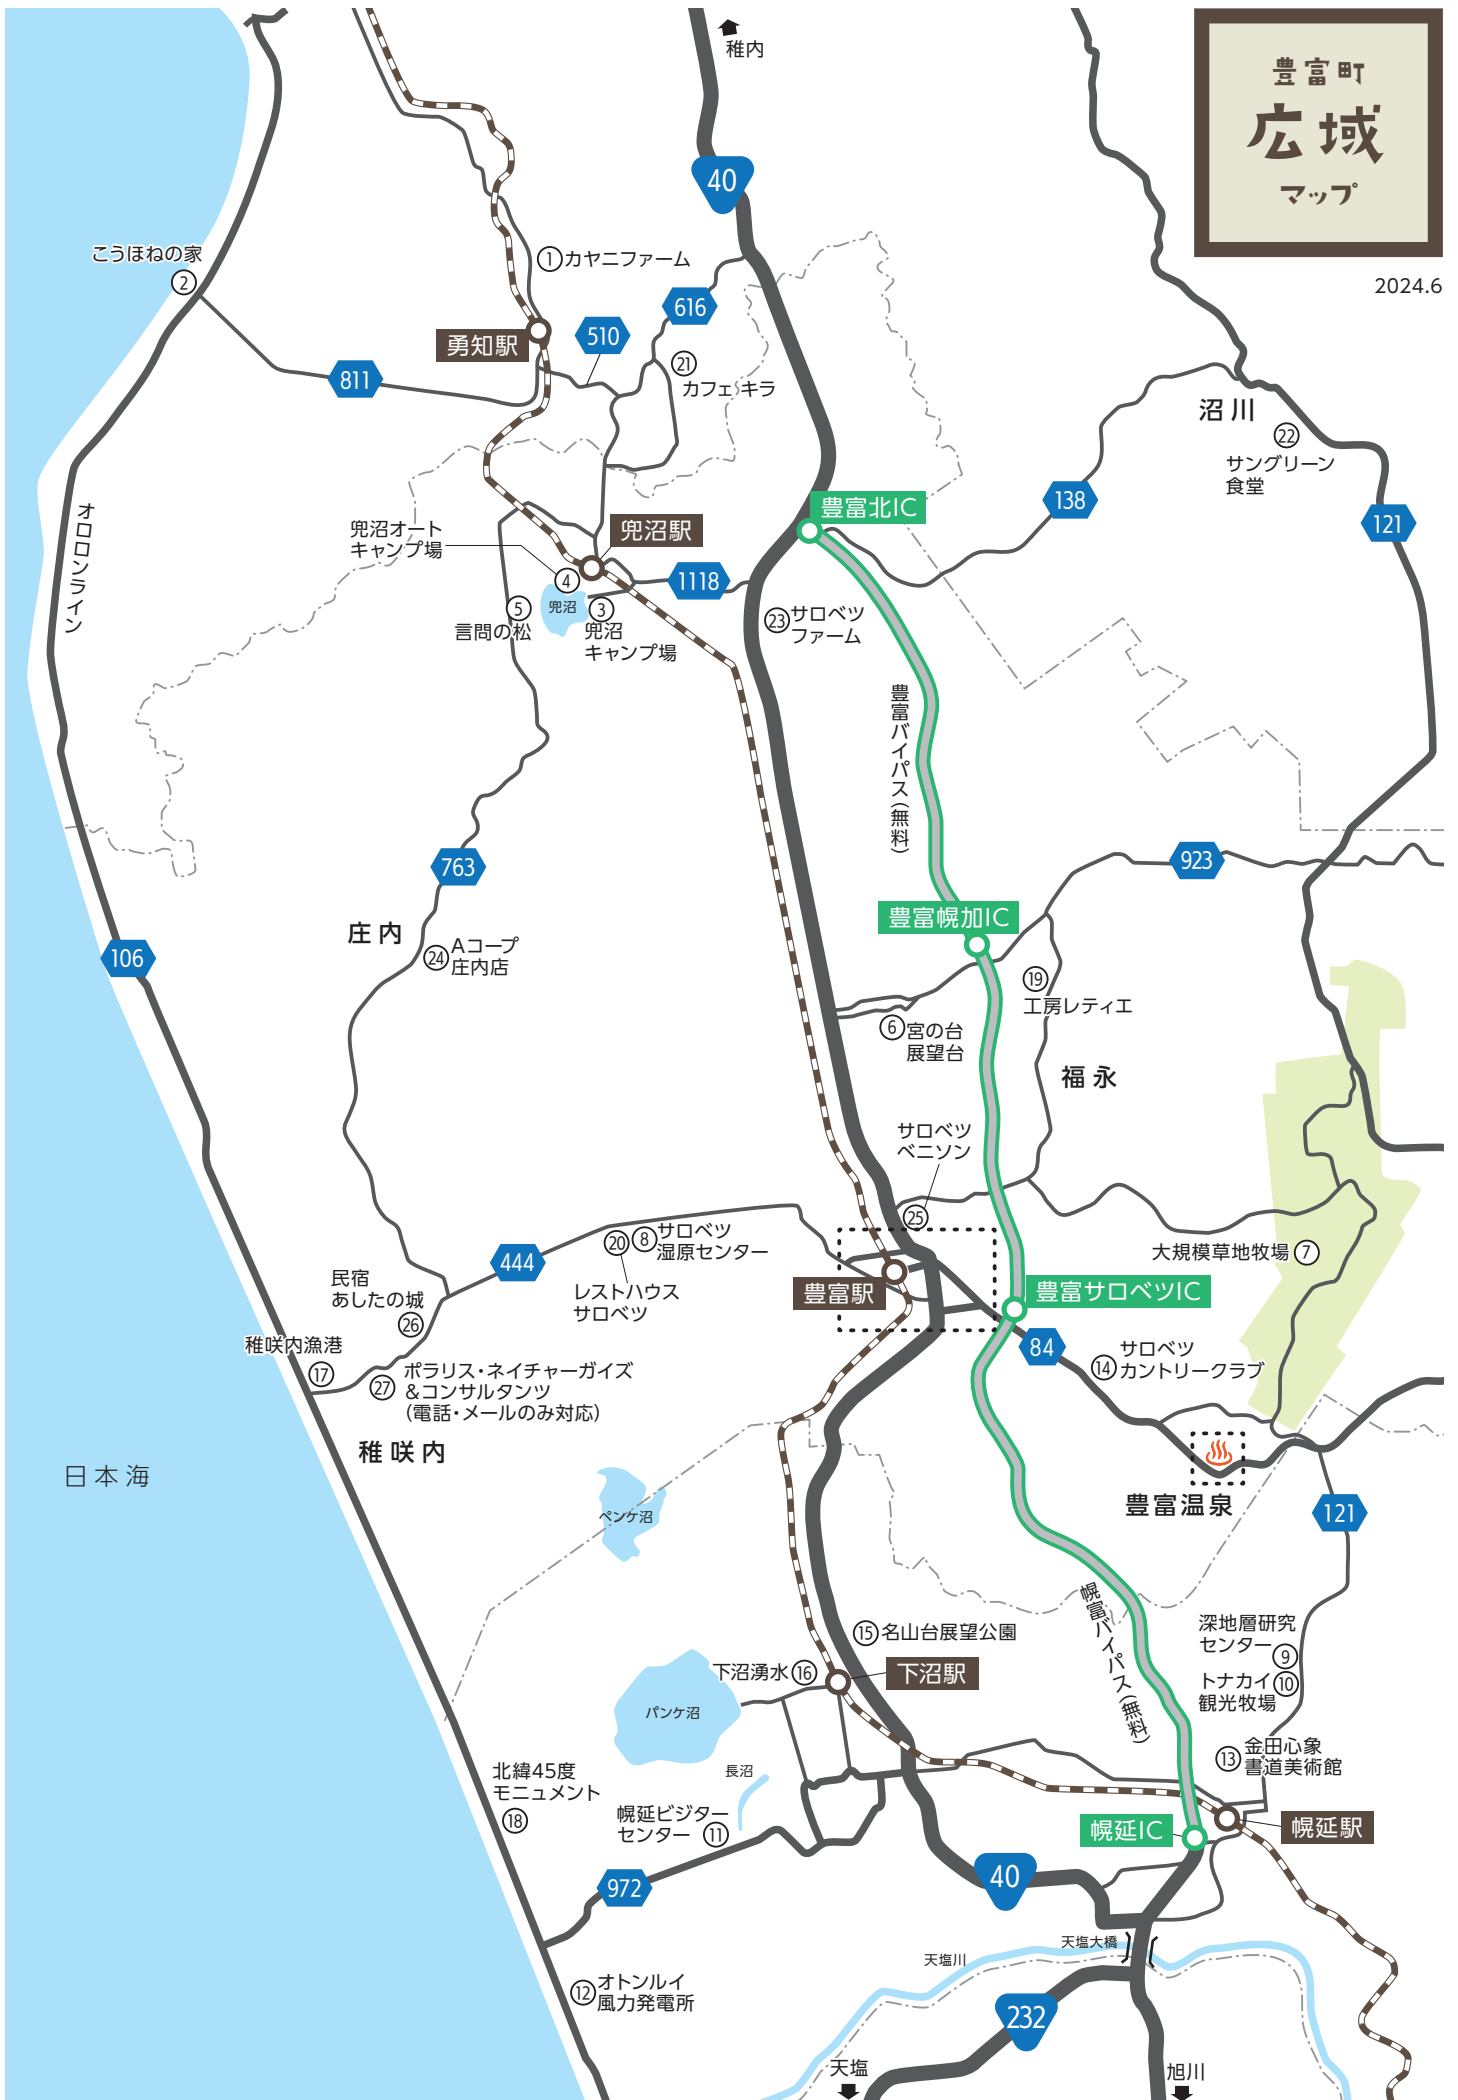 稚内
豊富町
広域
マップ
2024.6
40
こうほねの家
②
①カヤニファーム
616
勇知駅
510
811
㉑
カフェ キラ
沼川
㉒
サングリーン
食堂
138
121
オロロンライン
豊富北IC
兜沼オート
キャンプ場
兜沼駅
④
1118
兜沼
⑤
言問の松
③
兜沼
キャンプ場
㉓サロベツ
ファーム
豊富バイパス(無料)
763
923
庄内
㉔Aコープ
庄内店
豊富幌加IC
106
⑲
工房レティエ
⑥宮の台
展望台
福永
サロベツ
ベニソン
㉕
444
⑳
⑧サロベツ
湿原センター
レストハウス
サロベツ
大規模草地牧場⑦
民宿
あしたの城
㉖
豊富駅
豊富サロベツIC
稚咲内漁港
⑰
84
⑭サロベツ
カントリークラブ
㉗ポラリス・ネイチャーガイズ
&コンサルタンツ
(電話・メールのみ対応)
稚咲内
日本海
豊富温泉
ペンケ沼
121
幌富バイパス(無料)
⑮名山台展望公園
深地層研究
センター⑨
下沼湧水⑯
下沼駅
トナカイ⑩
観光牧場
パンケ沼
⑬金田心象
書道美術館
北緯45度
モニュメント
⑱
長沼
幌延ビジター
センター ⑪
幌延IC
幌延駅
972
40
天塩大橋
天塩川
⑫オトンルイ
風力発電所
232
天塩
旭川